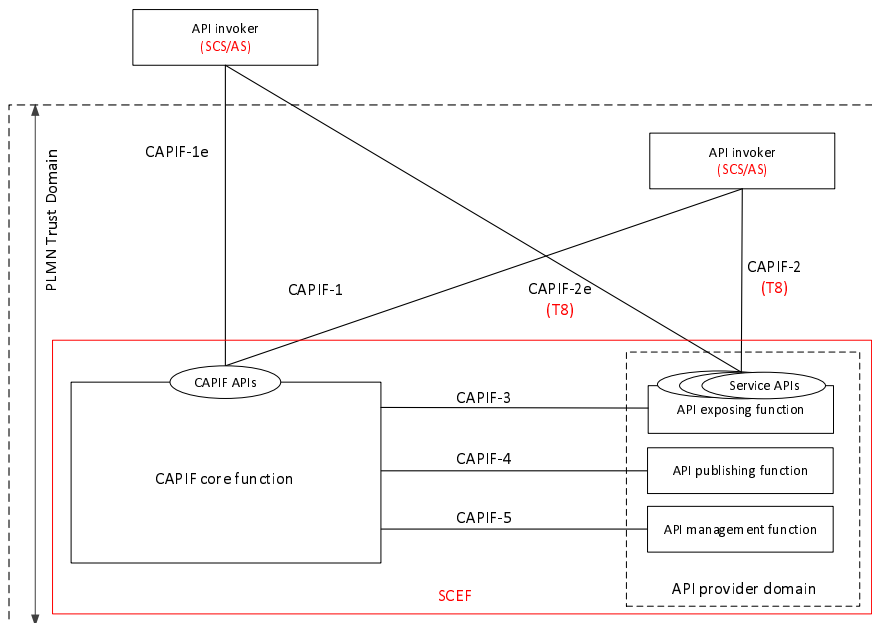 API invoker
(SCS/AS)
CAPIF-1e
API invoker
(SCS/AS)
PLMN Trust Domain
CAPIF-1
CAPIF-2e
(T8)
CAPIF-2
(T8)
CAPIF APIs
Service APIs
CAPIF-3
API exposing function
CAPIF core function
CAPIF-4
API publishing function
CAPIF-5
API management function
API provider domain
SCEF